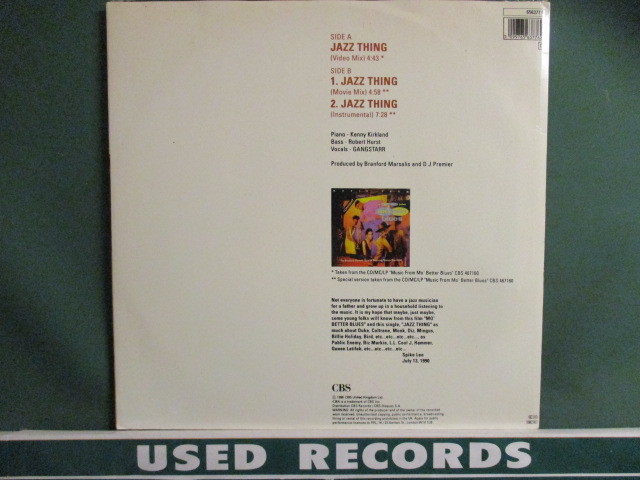 SIDE A
JAZZ THING
(Video Mix) 4:43 *
SIDE B
1. JAZZ THING
(Movie Mix) 4:58 **
2. JAZZ THING
(Instrumental) 7:28 **
Piano - Kenny Kirkland
Bass - Robert Hurst
Vocals - GANGSTARR
Produced by Branford Marsalis and D J Premier
* Taken from the CD/MC/LP 'Music From Mo' Better Blues' CBS 467160
** Special version taken from the CD/MC/LP 'Music From Mo' Better Blues' CBS 467160
Not everyone is fortunate to have a jazz musician
for a father and grow up in a household listening to
the music. It is my hope that maybe, just maybe,
some young folks will know from this film "MO'
BETTER BLUES" and this single, "JAZZ THING" as
much about Duke, Coltrane, Monk, Diz, Mingus,
Billie Holiday, Bird, etc...etc...etc..., as
Public Enemy, Biz Markie, L.L. Cool J, Hammer,
Queen Latifah, etc...etc...etc...
Spike Lee
July 13, 1990
CBS
USED RECORDS